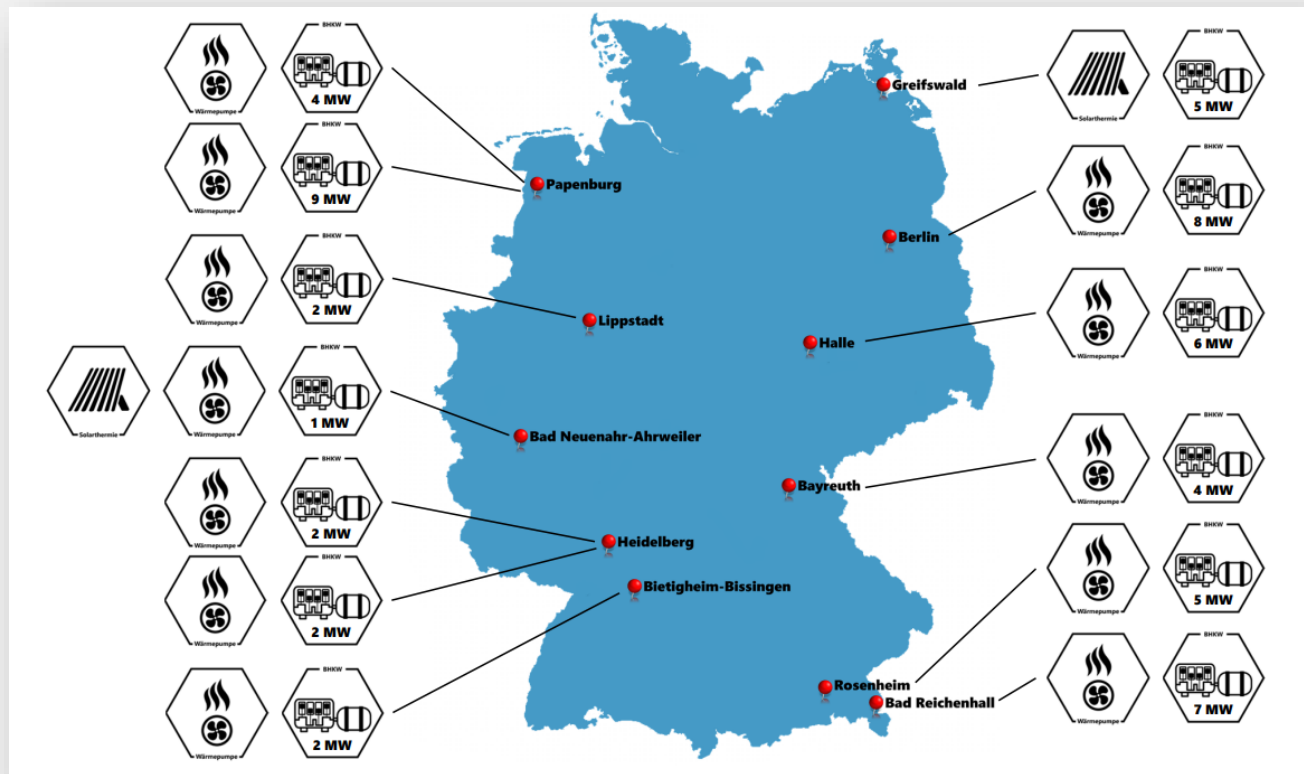 BHKW
4 MW
Wärmepumpe
BHKW
9 MW
Wärmepumpe
Papenburg
BHKW
2 MW
Wärmepumpe
Lippstadt
BHKW
1 MW
Solarthermie
Wärmepumpe
Bad Neuenahr-Ahrweiler
BHKW
2 MW
Wärmepumpe
Heidelberg
BHKW
2 MW
Wärmepumpe
Bietigheim-Bissingen
BHKW
2 MW
Wärmepumpe
Greifswald
BHKW
5 MW
Solarthermie
Berlin
BHKW
8 MW
Wärmepumpe
Halle
BHKW
6 MW
Wärmepumpe
Bayreuth
BHKW
4 MW
Wärmepumpe
Rosenheim
BHKW
5 MW
Wärmepumpe
Bad Reichenhall
BHKW
7 MW
Wärmepumpe